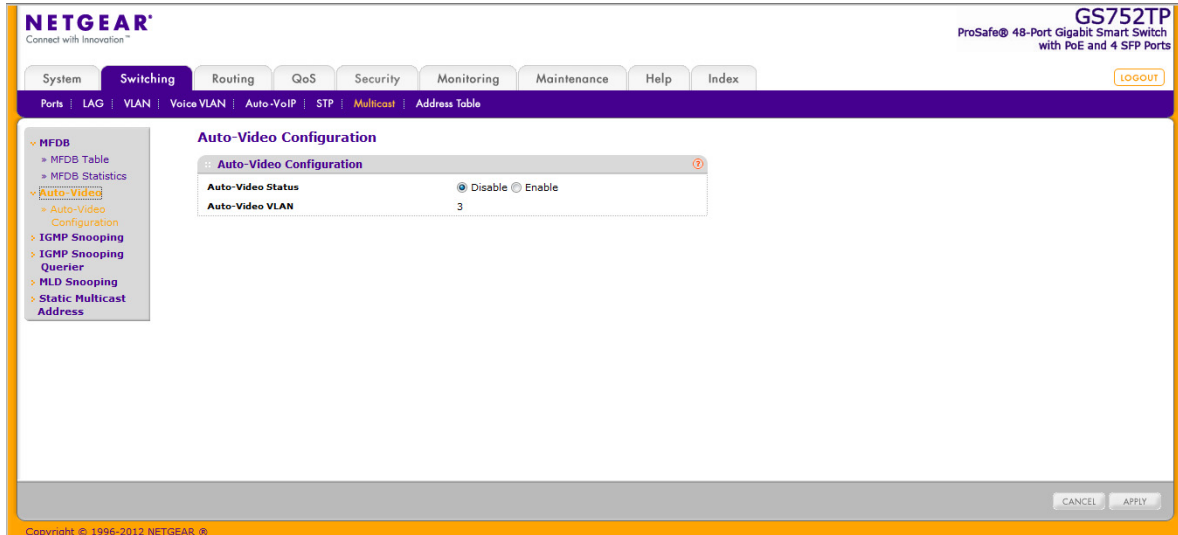 NETGEAR®
Connect with Innovation™
GS752TP
ProSafe® 48-Port Gigabit Smart Switch
with PoE and 4 SFP Ports
System Switching Routing QoS Security Monitoring Maintenance Help Index
LOGOUT
Ports | LAG | VLAN | Voice VLAN | Auto-VoIP | STP | Multicast | Address Table
MFDB
» MFDB Table
» MFDB Statistics
Auto-Video
» Auto-Video
Configuration
IGMP Snooping
IGMP Snooping
Querier
MLD Snooping
Static Multicast
Address
Auto-Video Configuration
Auto-Video Configuration ?
Auto-Video Status Disable Enable
Auto-Video VLAN 3
CANCEL APPLY
Copyright © 1996-2012 NETGEAR ®